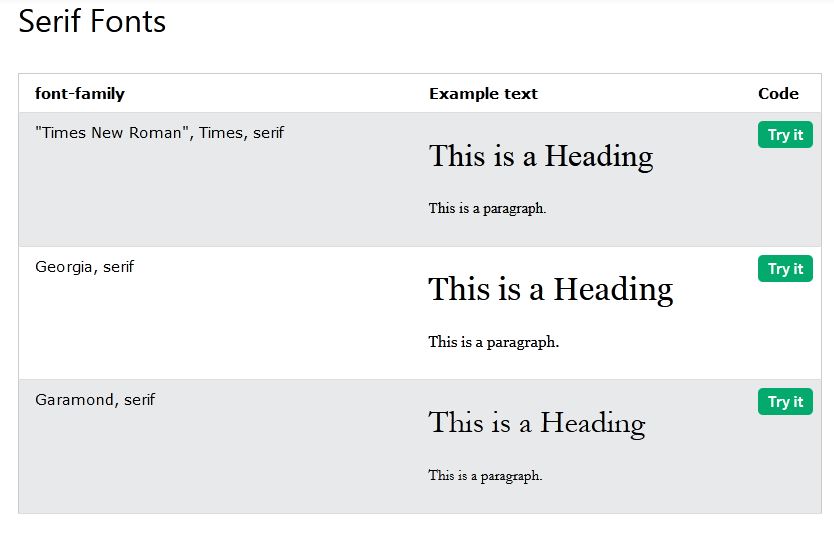 Serif Fonts
font-family Example text Code
"Times New Roman", Times, serif This is a Heading Try it
This is a paragraph.
Georgia, serif This is a Heading Try it
This is a paragraph.
Garamond, serif This is a Heading Try it
This is a paragraph.